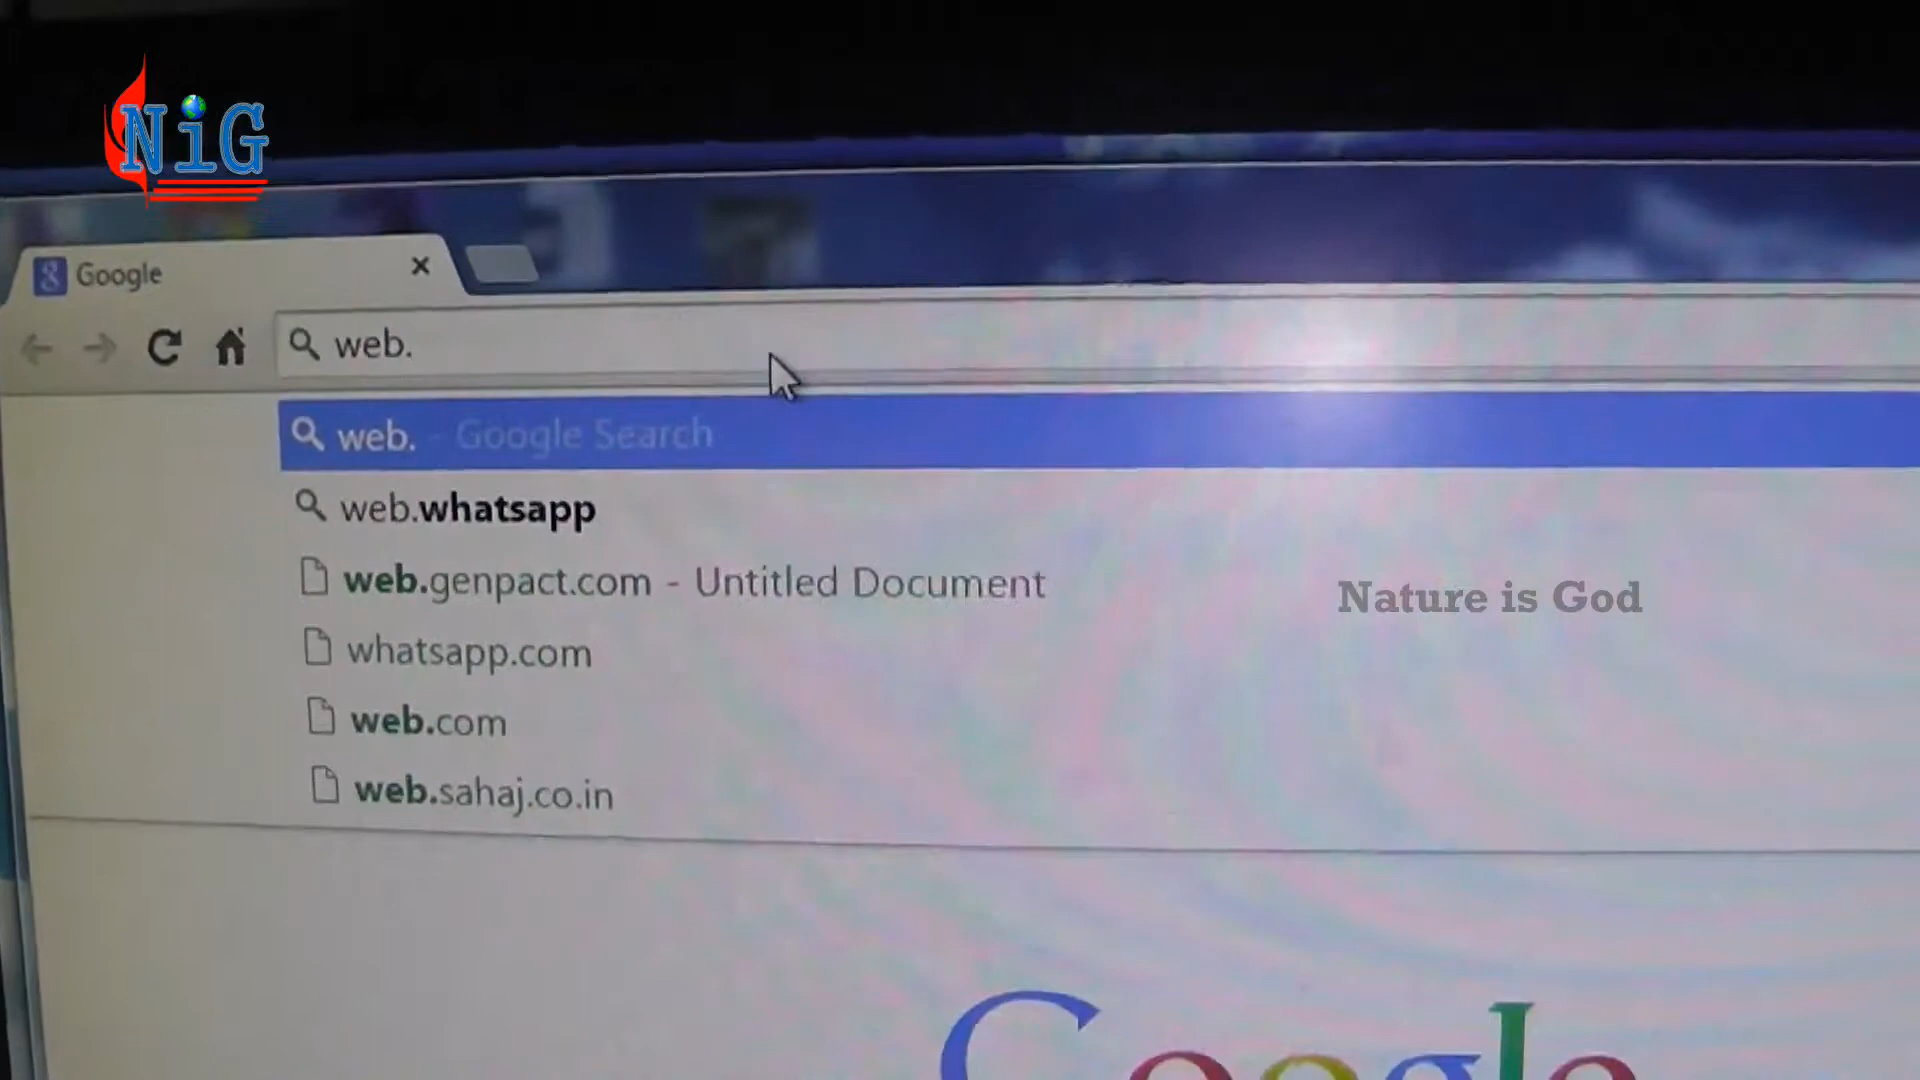 NiG
Google
web.
web. - Google Search
web.whatsapp
web.genpact.com - Untitled Document
Nature is God
whatsapp.com
web.com
web.sahaj.co.in
Google